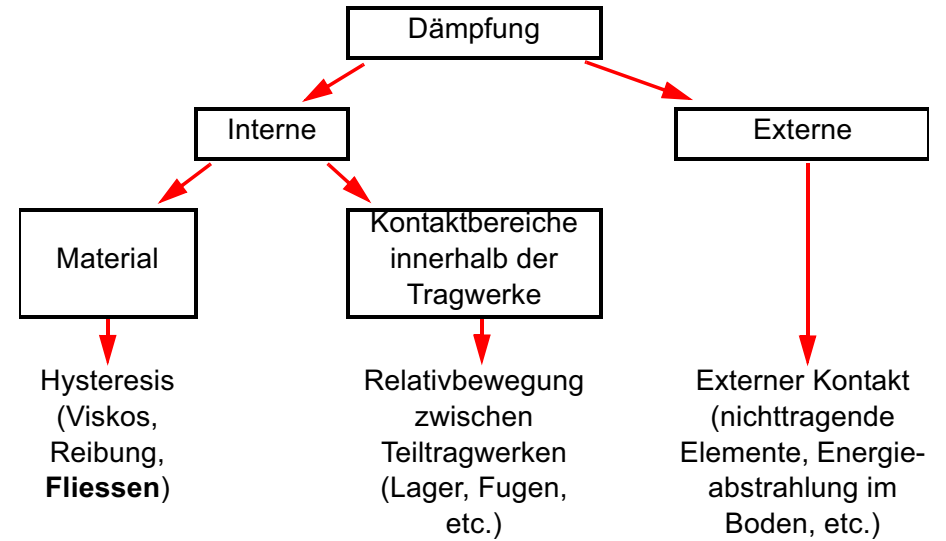 Dämpfung
Interne
Externe
Material
Kontaktbereiche
innerhalb der
Tragwerke
Hysteresis
(Viskos,
Reibung,
Fliessen)
Relativbewegung
zwischen
Teiltragwerken
(Lager, Fugen,
etc.)
Externer Kontakt
(nichttragende
Elemente, Energie-
abstrahlung im
Boden, etc.)